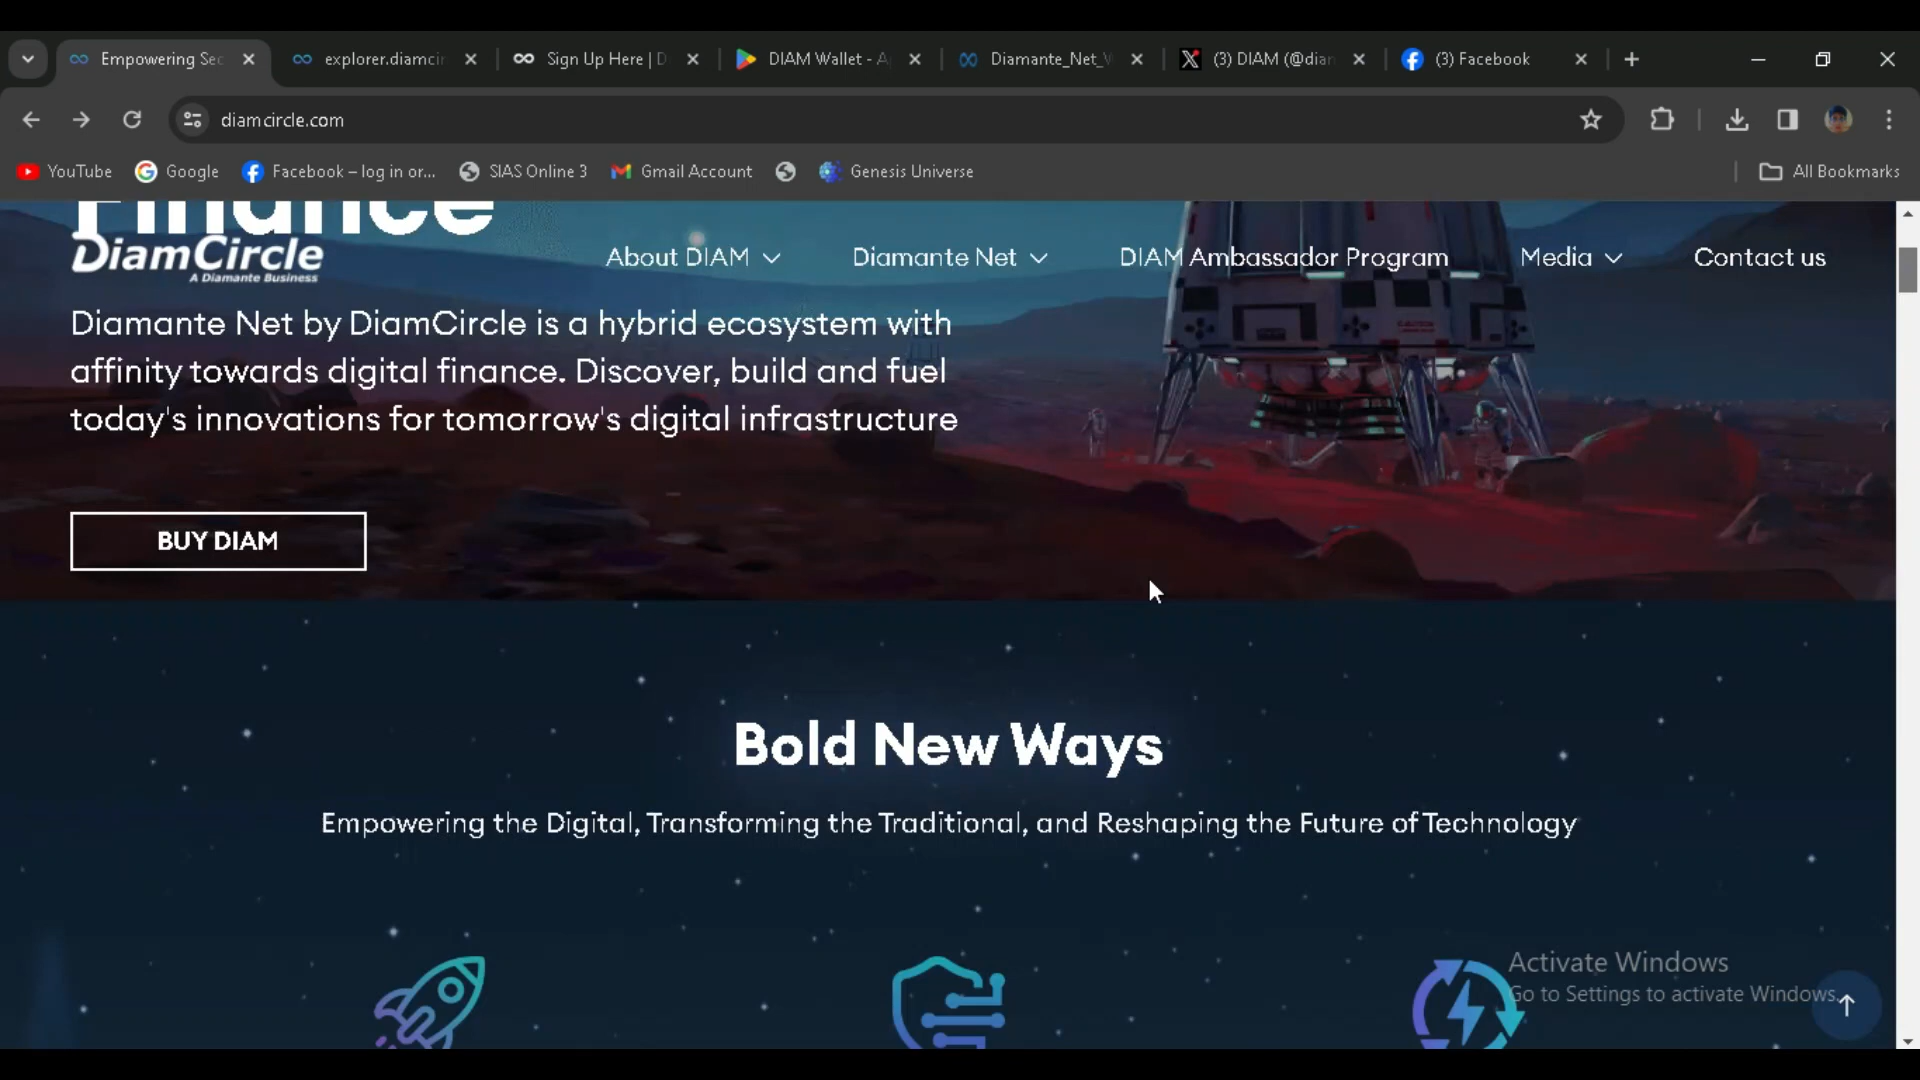 Empowering Sec
explorer.diamcir
Sign Up Here | D
DIAM Wallet - A
Diamante_Net_V
(3) DIAM (@dian
(3) Facebook
diamcircle.com
YouTube
Google
Facebook – log in or...
SIAS Online 3
Gmail Account
Genesis Universe
All Bookmarks
Finance
DiamCircle
A Diamante Business
About DIAM
Diamante Net
DIAM Ambassador Program
Media
Contact us
Diamante Net by DiamCircle is a hybrid ecosystem with
affinity towards digital finance. Discover, build and fuel
today's innovations for tomorrow's digital infrastructure
BUY DIAM
Bold New Ways
Empowering the Digital, Transforming the Traditional, and Reshaping the Future of Technology
Activate Windows
Go to Settings to activate Windows.